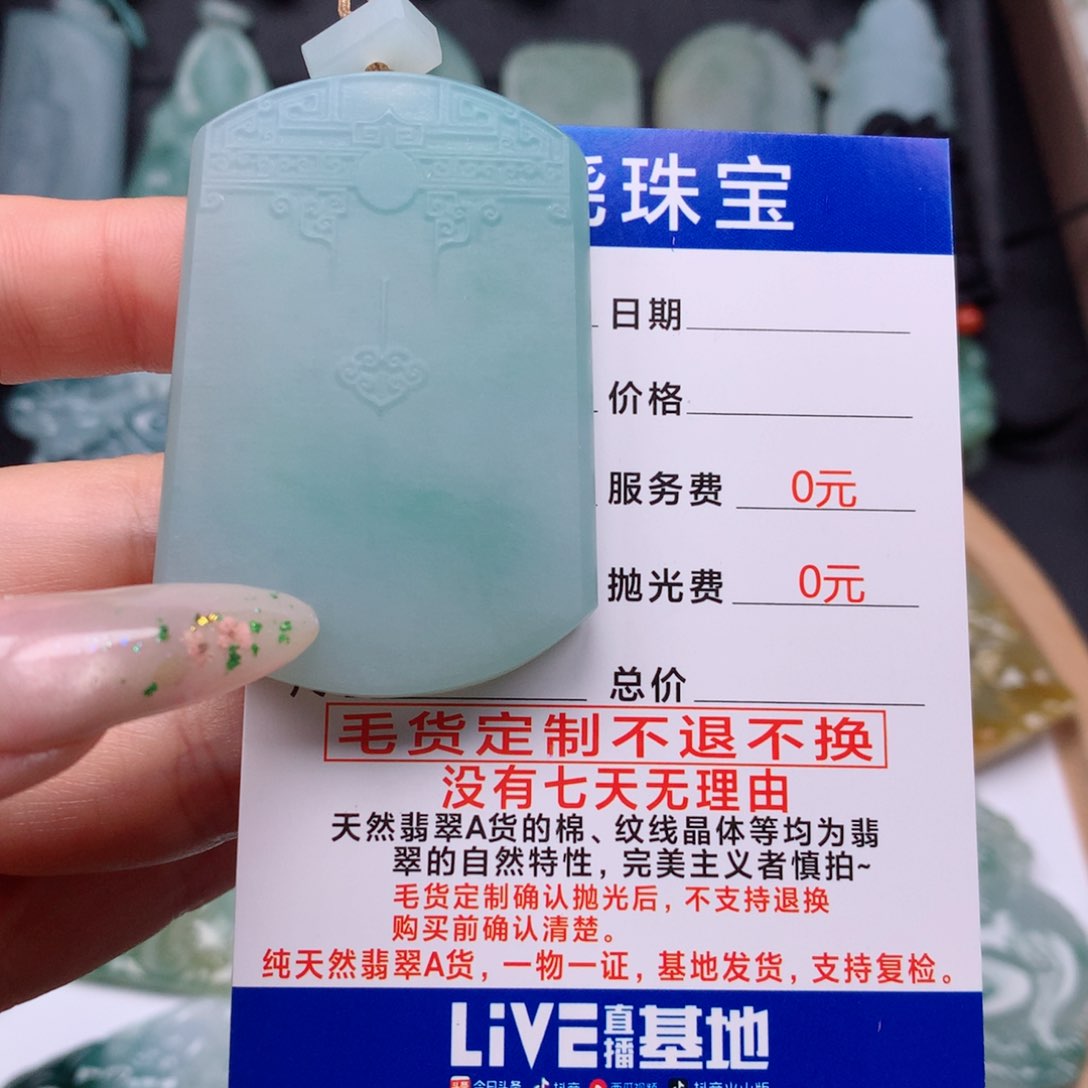 珠宝
日期
价格
服务费 0元
抛光费 0元
总价
毛货定制不退不换
没有七天无理由
天然翡翠A货的棉、纹线晶体等均为翡
翠的自然特性，完美主义者慎拍~
毛货定制确认抛光后，不支持退换
购买前确认清楚。
纯天然翡翠A货，一物一证，基地发货，支持复检。
LiVE直播基地